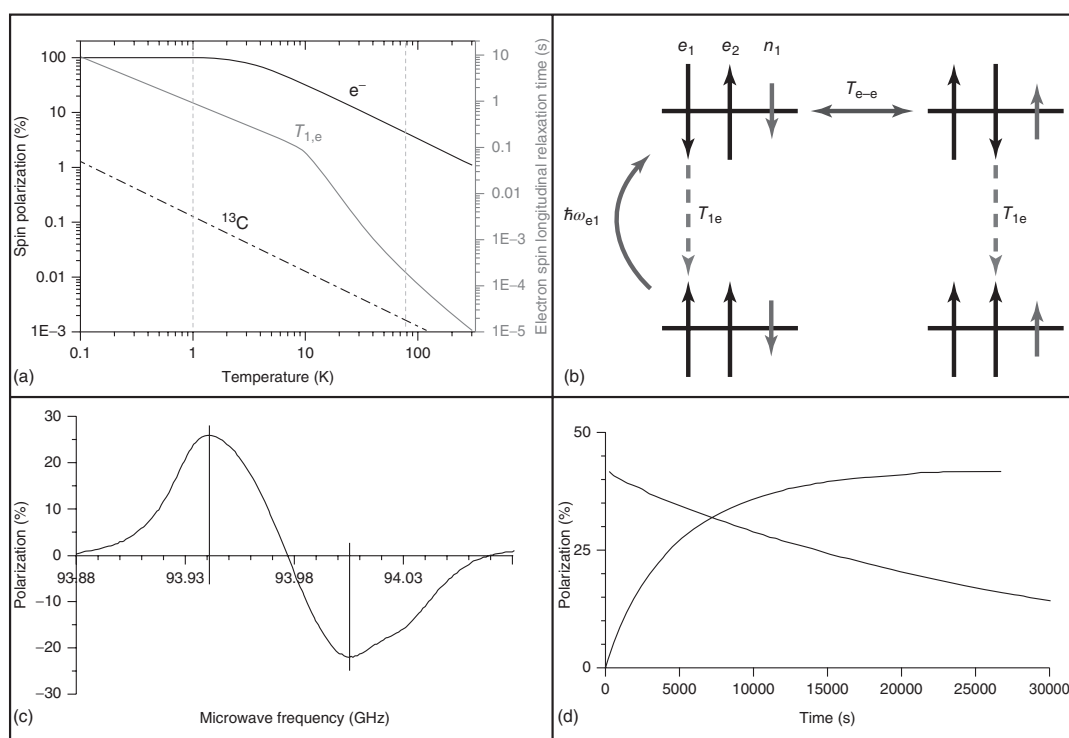 100
10
1
0.1
0.01
1E–3
Spin polarization (%)
e–
T1,e
13C
10
1
0.1
0.01
1E–3
1E–4
1E–5
Electron spin longitudinal relaxation time (s)
0.1
1
10
100
Temperature (K)
(a)
e1 e2 n1
Te–e
ℏωe1
T1e
T1e
(b)
30
20
10
0
–10
–20
–30
Polarization (%)
93.88
93.93
93.98
94.03
Microwave frequency (GHz)
(c)
50
25
0
Polarization (%)
0
5000
10000
15000
20000
25000
30000
Time (s)
(d)